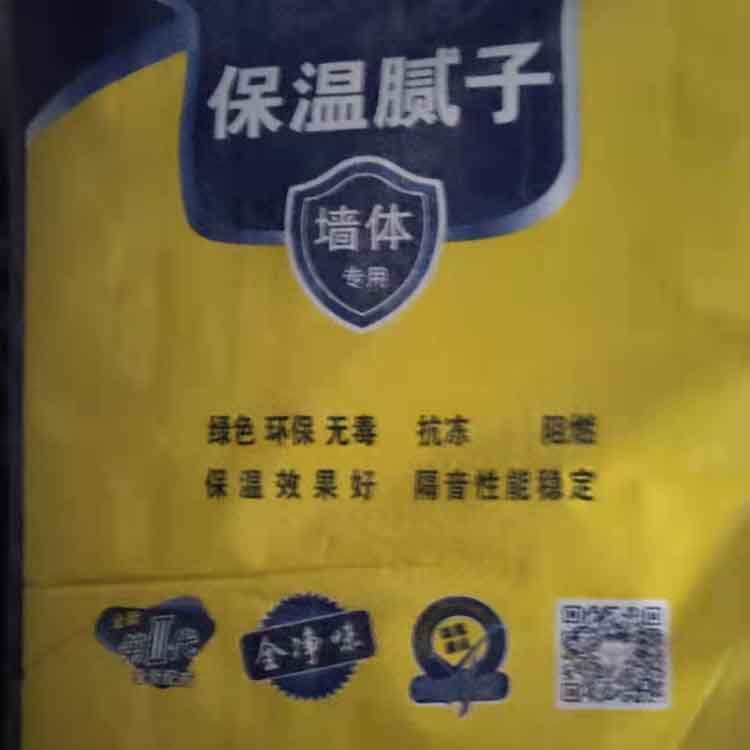 保温腻子
墙体
专用
绿色 环保 无毒 抗冻 阻燃
保温效果好 隔音性能稳定
全净味